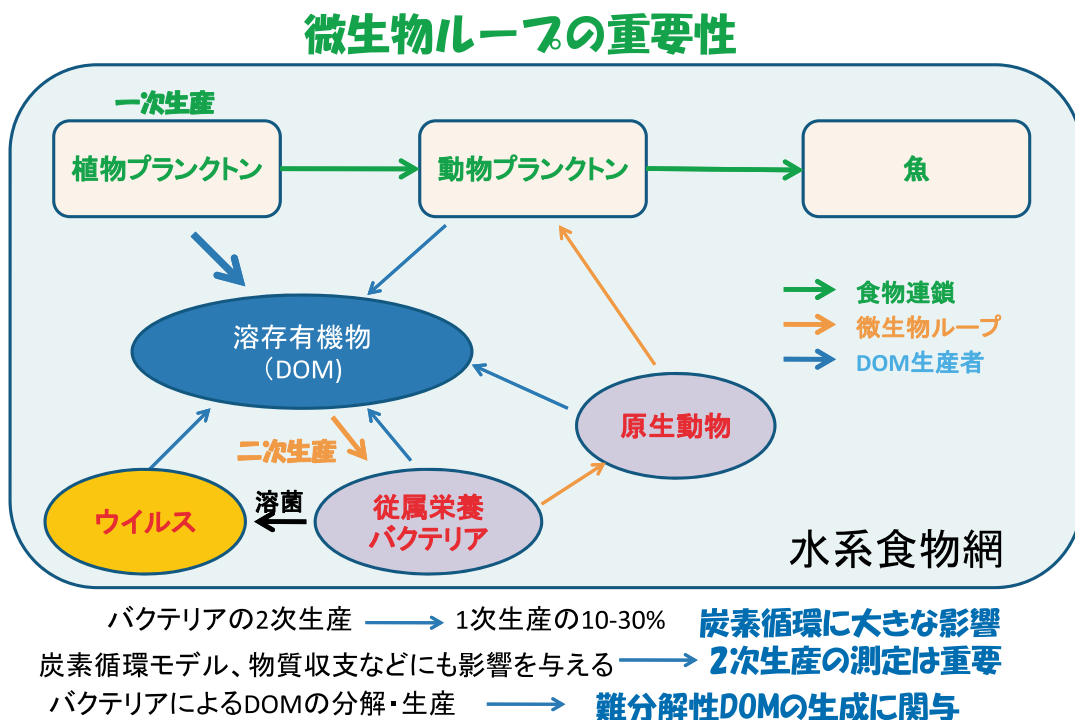 微生物ループの重要性
一次生産
植物プランクトン
動物プランクトン
魚
食物連鎖
微生物ループ
DOM生産者
溶存有機物
（DOM)
原生動物
二次生産
溶菌
ウイルス
従属栄養
バクテリア
水系食物網
バクテリアの2次生産 1次生産の10-30% 炭素循環に大きな影響
炭素循環モデル、物質収支などにも影響を与える 2次生産の測定は重要
バクテリアによるDOMの分解・生産 難分解性DOMの生成に関与